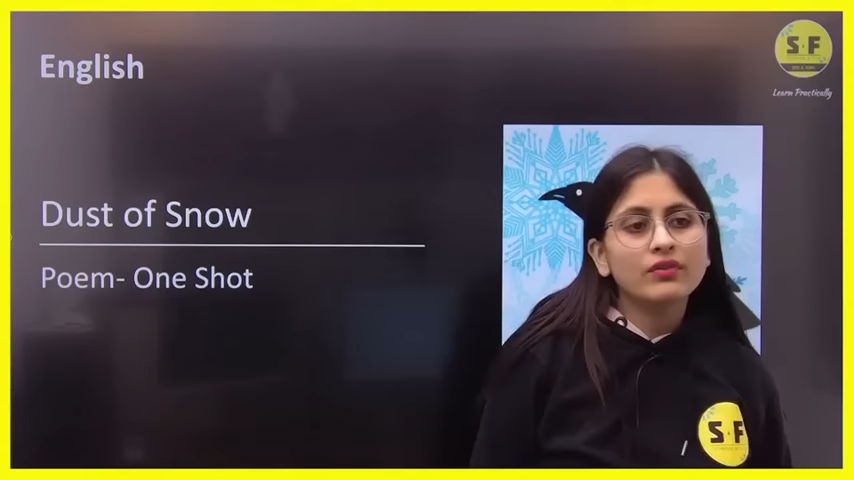 English
S F
Learn Practically
Dust of Snow
Poem- One Shot
S F